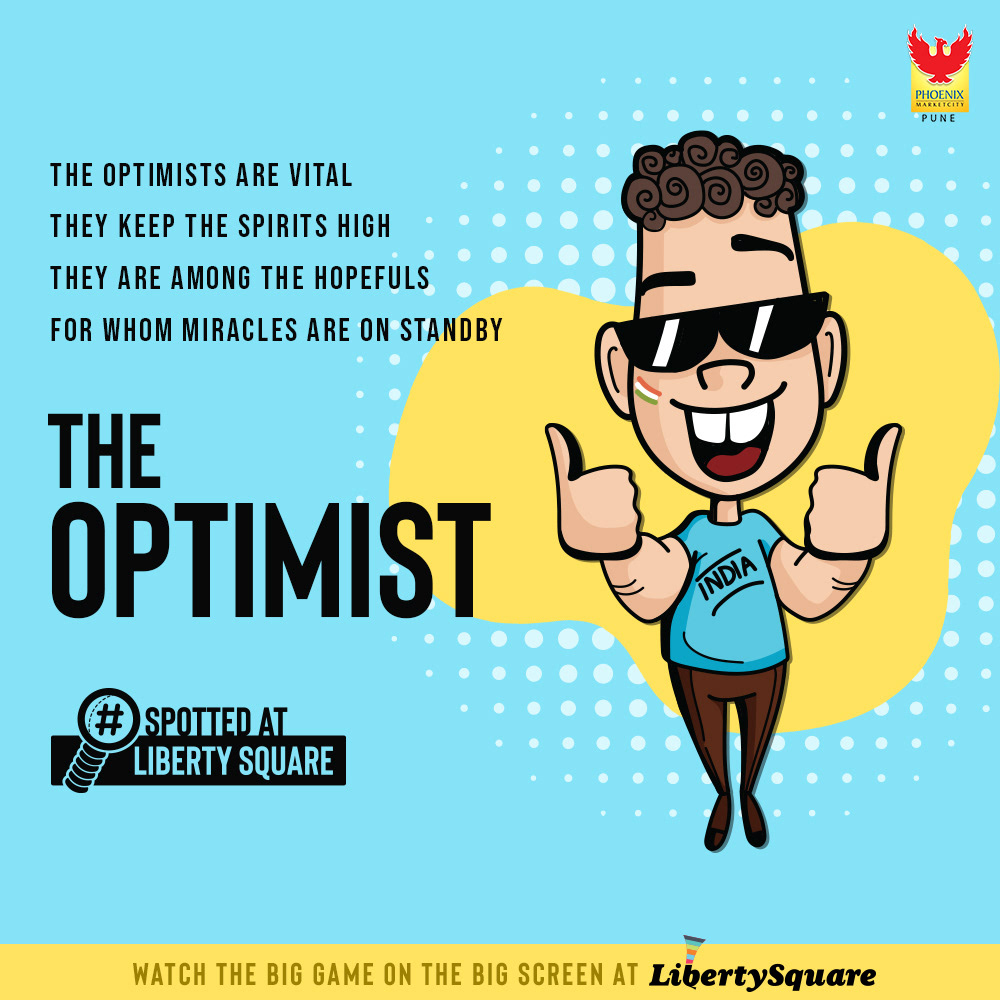 PHOENIX
MARKETCITY
PUNE
THE OPTIMISTS ARE VITAL
THEY KEEP THE SPIRITS HIGH
THEY ARE AMONG THE HOPEFULS
FOR WHOM MIRACLES ARE ON STANDBY
THE
OPTIMIST
INDIA
# SPOTTED AT
LIBERTY SQUARE
WATCH THE BIG GAME ON THE BIG SCREEN AT LibertySquare